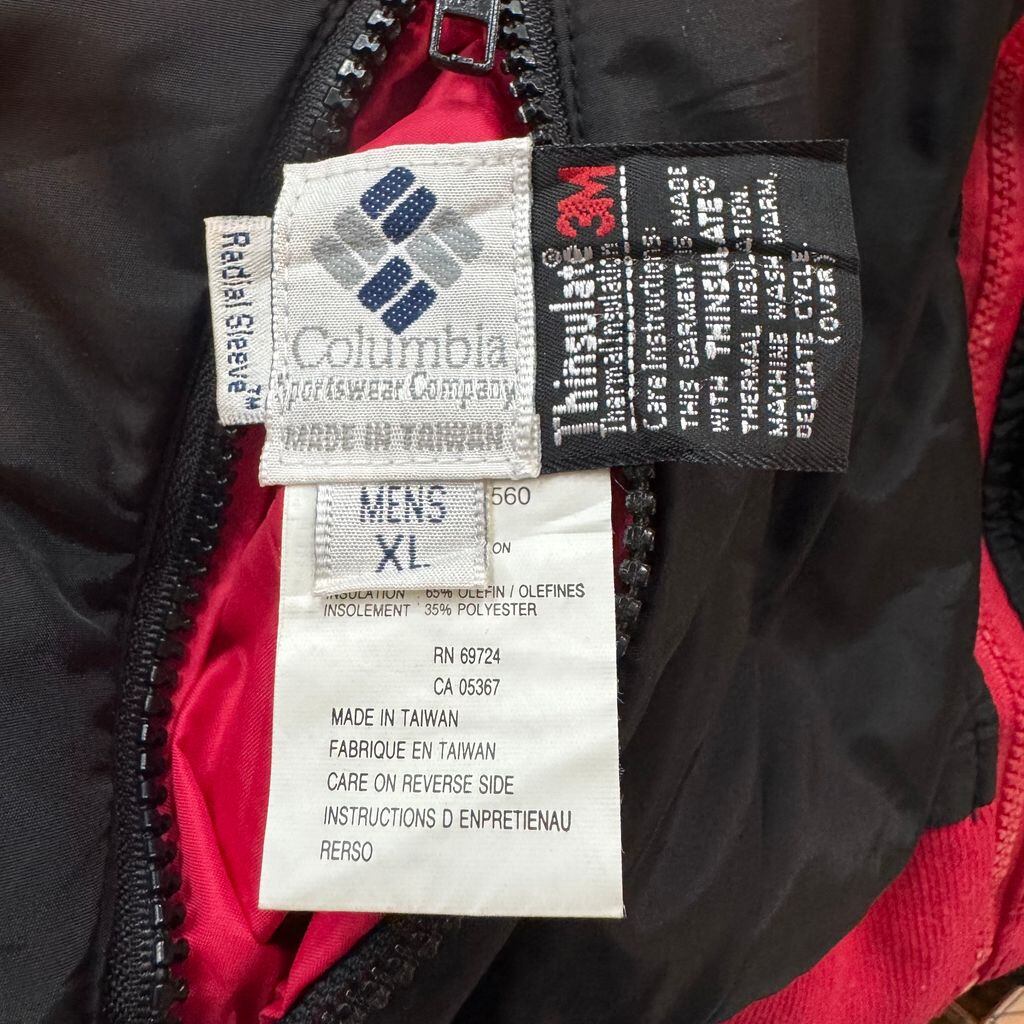 Radial Sleeve™
Columbia
Sportswear Company
MADE IN TAIWAN
MENS
XL
3M
Thinsulate®
Thermal Insulation
Care Instructions:
THIS GARMENT IS MADE
WITH THINSULATE®
THERMAL INSULATION.
MACHINE WASH WARM,
DELICATE CYCLE.
(OVER)
560
ON
INSULATION 65% OLEFIN / OLEFINES
INSOLEMENT 35% POLYESTER
RN 69724
CA 05367
MADE IN TAIWAN
FABRIQUE EN TAIWAN
CARE ON REVERSE SIDE
INSTRUCTIONS D ENPRETIENAU
RERSO